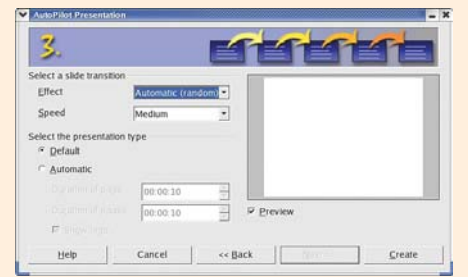 AutoPilot Presentation
3.
Select a slide transition
Effect Automatic (random)
Speed Medium
Select the presentation type
Default
Automatic
00:00:10
00:00:10
Preview
Help Cancel << Back Create